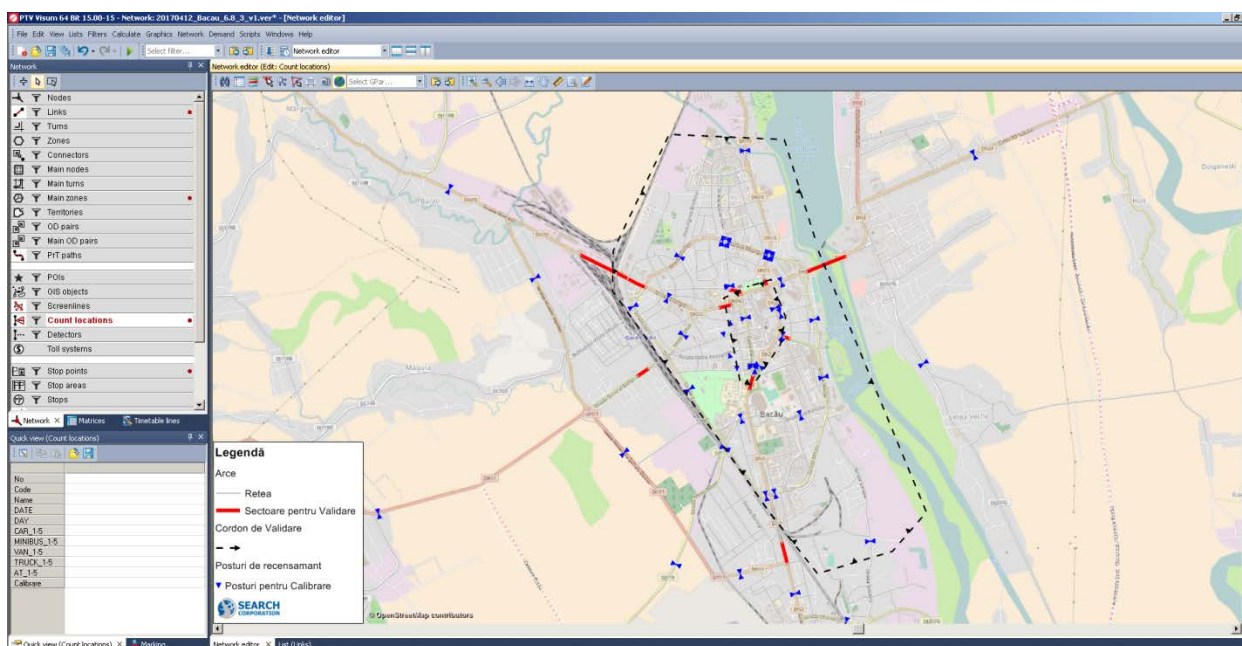 PTV Visum 64 Bit 15.00-15 - Network: 20170412_Bacau_6.8_3_v1.ver* - [Network editor]
File Edit View Lists Filters Calculate Graphics Network Demand Scripts Windows Help
Select filter... Network editor
Network
Network editor (Edit: Count locations)
Select GPar...
Nodes
Links
Turns
Zones
Connectors
Main nodes
Main turns
Main zones
Territories
OD pairs
Main OD pairs
PrT paths
POIs
GIS objects
Screenlines
Count locations
Detectors
Toll systems
Stop points
Stop areas
Stops
Network Matrices Timetable lines
Quick view (Count locations)
No
Code
Name
DATE
DAY
CAR_1-5
MINIBUS_1-5
VAN_1-5
TRUCK_1-5
AT_1-5
Calibrare
Bacău
Legendă
Arce
Retea
Sectoare pentru Validare
Cordon de Validare
Posturi de recensamant
Posturi pentru Calibrare
SEARCH
CORPORATION
© OpenStreetMap contributors
Quick view (Count locations) Marking
Network editor List (Links)